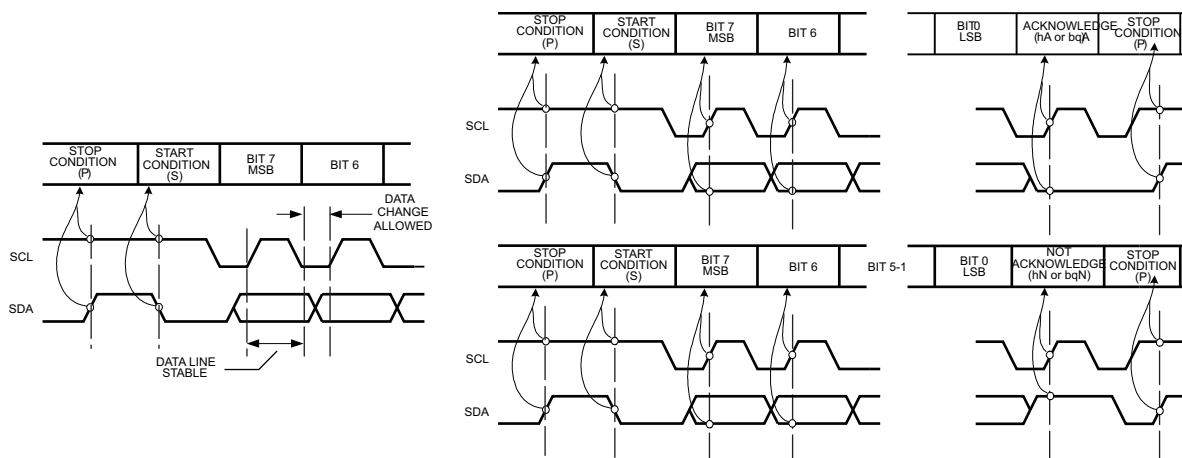 STOP
CONDITION
(P)
START
CONDITION
(S)
BIT 7
MSB
BIT 6
DATA
CHANGE
ALLOWED
SCL
SDA
DATA LINE
STABLE
STOP
CONDITION
(P)
START
CONDITION
(S)
BIT 7
MSB
BIT 6
BIT0
LSB
ACKNOWLEDGE
(hA or bqA)
STOP
CONDITION
(P)
SCL
SDA
STOP
CONDITION
(P)
START
CONDITION
(S)
BIT 7
MSB
BIT 6
BIT 5-1
BIT 0
LSB
NOT
ACKNOWLEDGE
(hN or bqN)
STOP
CONDITION
(P)
SCL
SDA